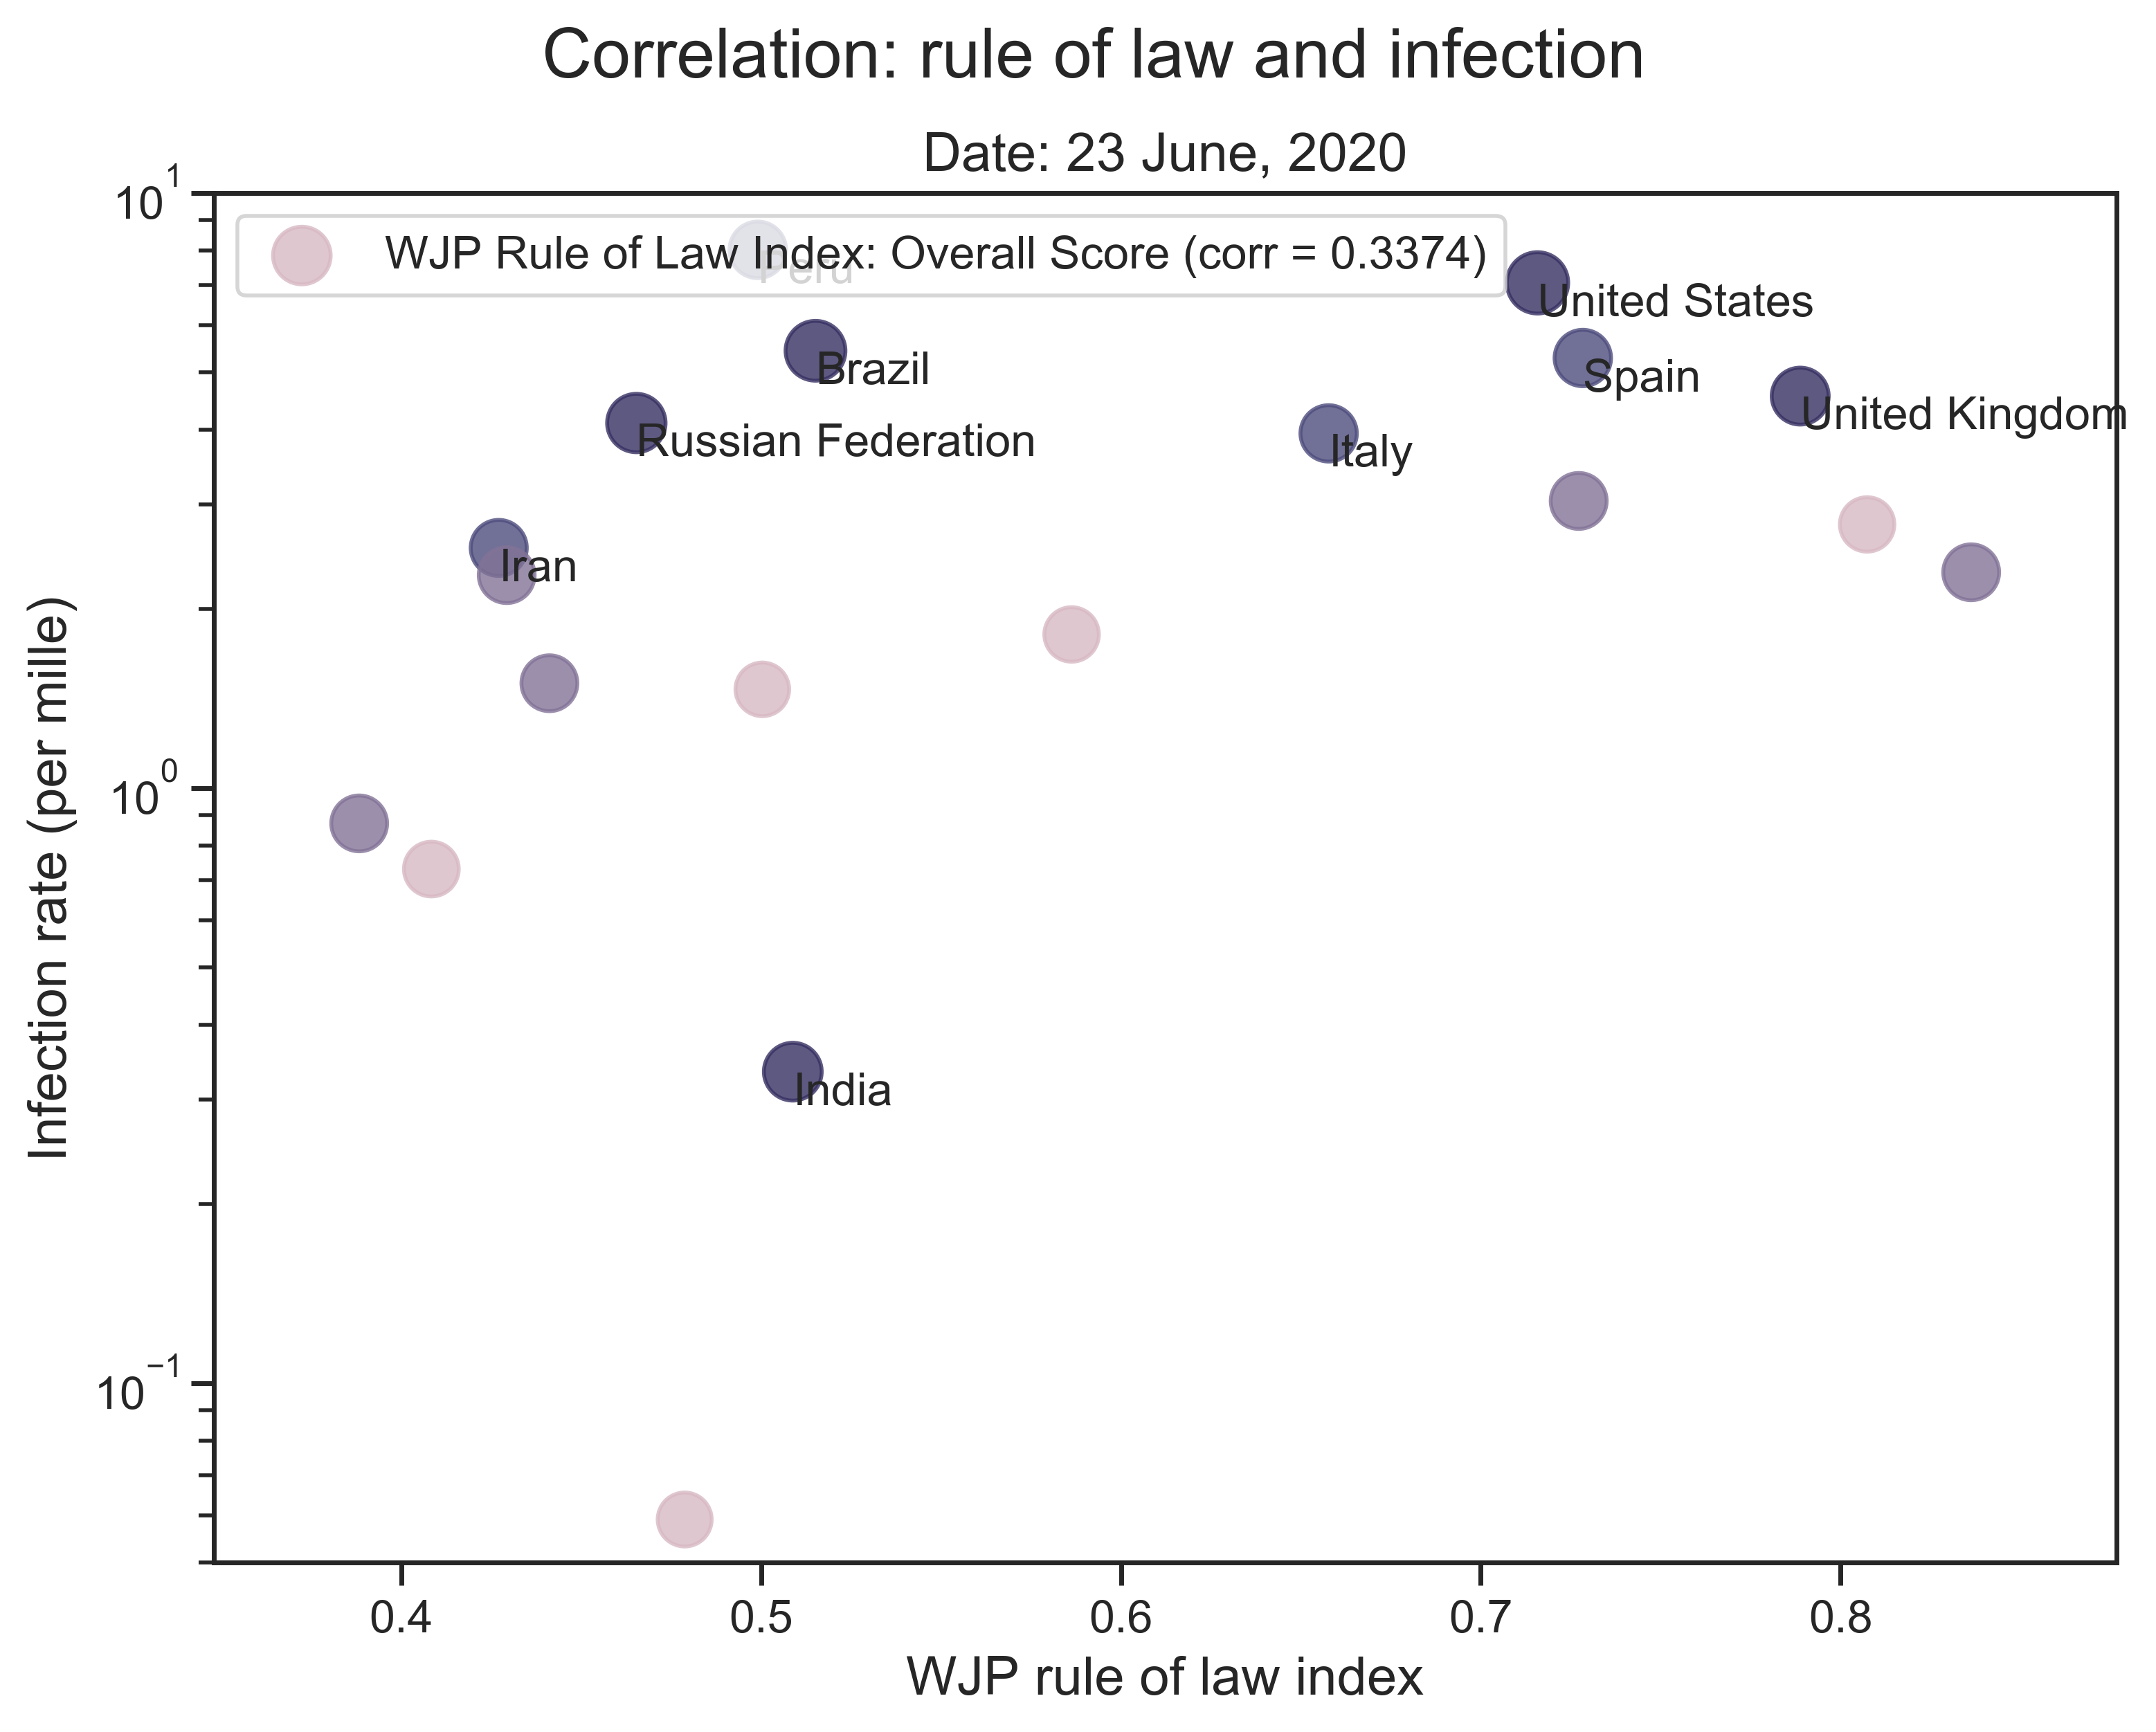 Correlation: rule of law and infection
Date: 23 June, 2020
10^1
WJP Rule of Law Index: Overall Score (corr = 0.3374)
Peru
United States
Brazil
Spain
United Kingdom
Russian Federation
Italy
Iran
10^0
India
10^−1
Infection rate (per mille)
0.4 0.5 0.6 0.7 0.8
WJP rule of law index